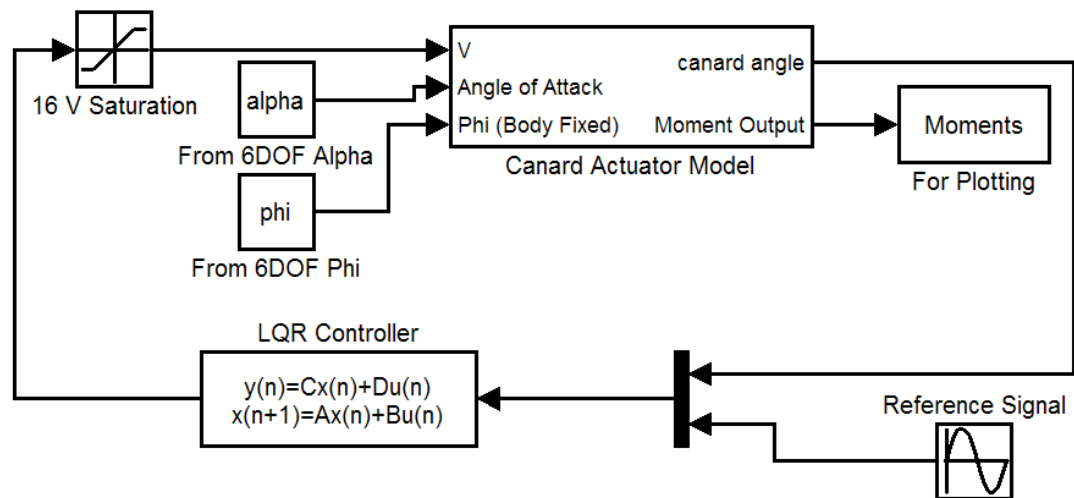 16 V Saturation
alpha
From 6DOF Alpha
phi
From 6DOF Phi
V
Angle of Attack
Phi (Body Fixed)
canard angle
Moment Output
Canard Actuator Model
Moments
For Plotting
LQR Controller
y(n)=Cx(n)+Du(n)
x(n+1)=Ax(n)+Bu(n)
Reference Signal